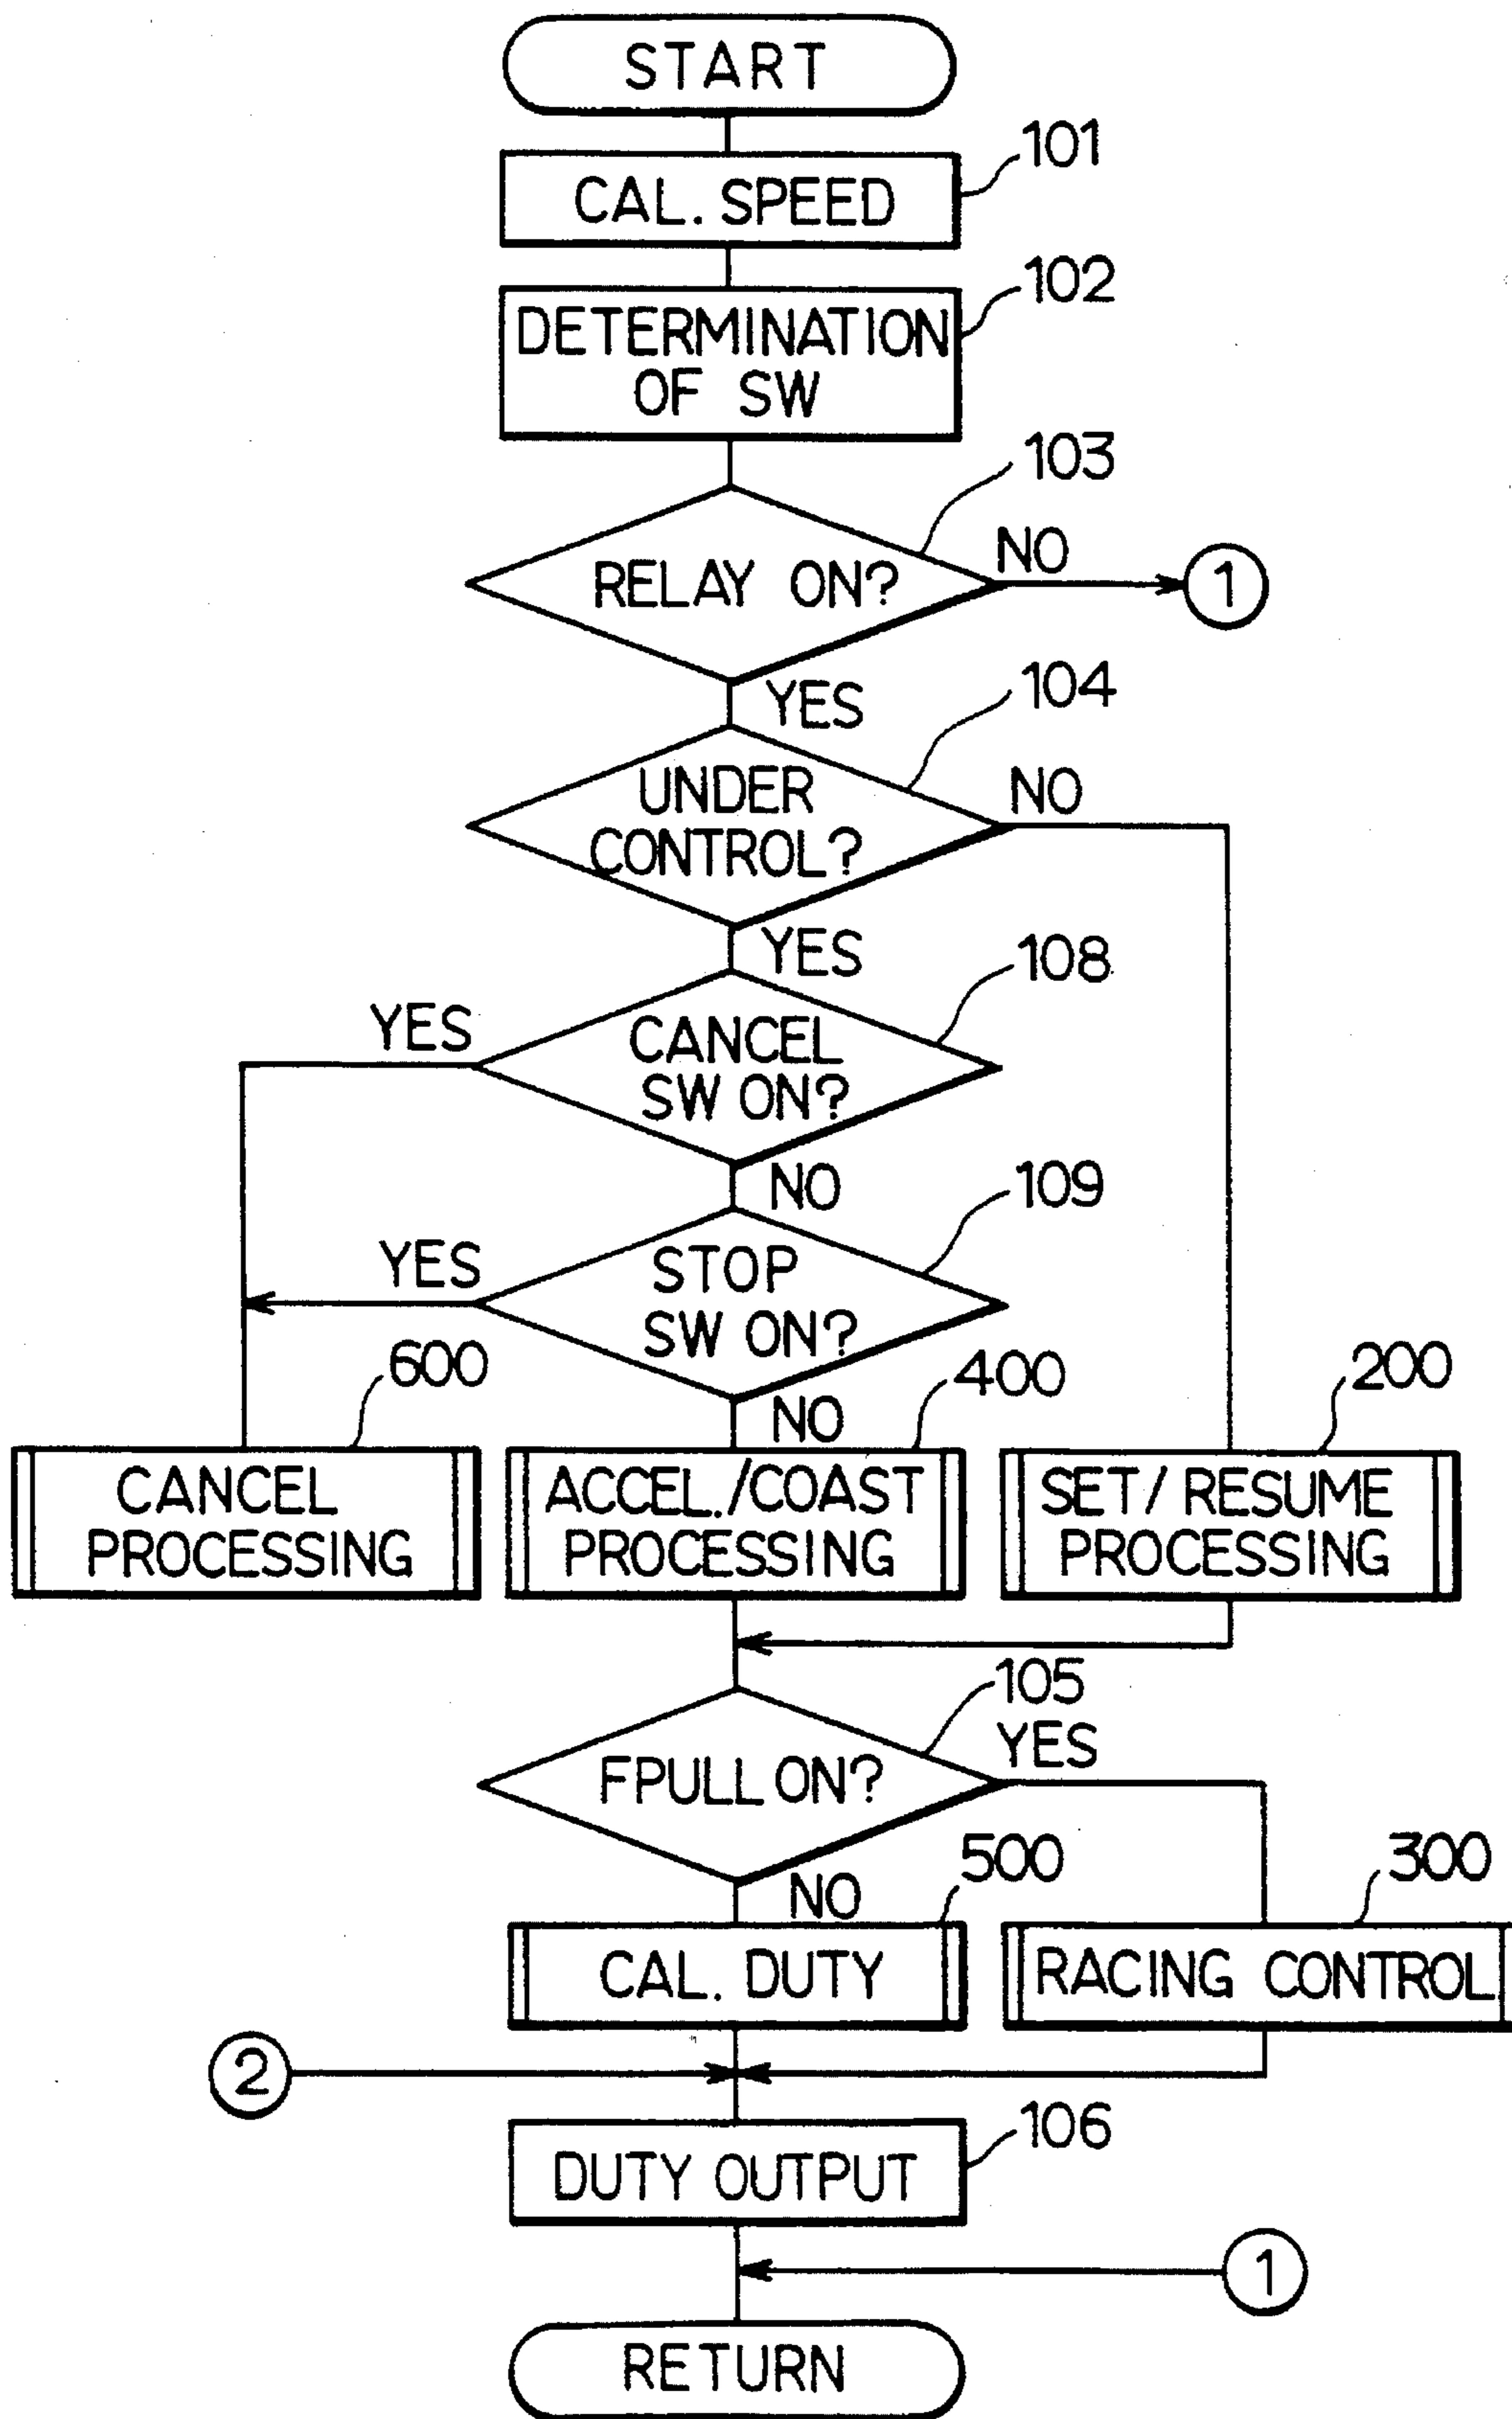 START
101
CAL. SPEED
102
DETERMINATION
OF SW
103
RELAY ON?
NO
1
YES
104
UNDER
CONTROL?
NO
YES
108
CANCEL
SW ON?
YES
NO
109
STOP
SW ON?
YES
NO
600
CANCEL
PROCESSING
400
ACCEL./COAST
PROCESSING
200
SET/RESUME
PROCESSING
105
FPULL ON?
YES
NO
500
CAL. DUTY
300
RACING CONTROL
2
106
DUTY OUTPUT
1
RETURN